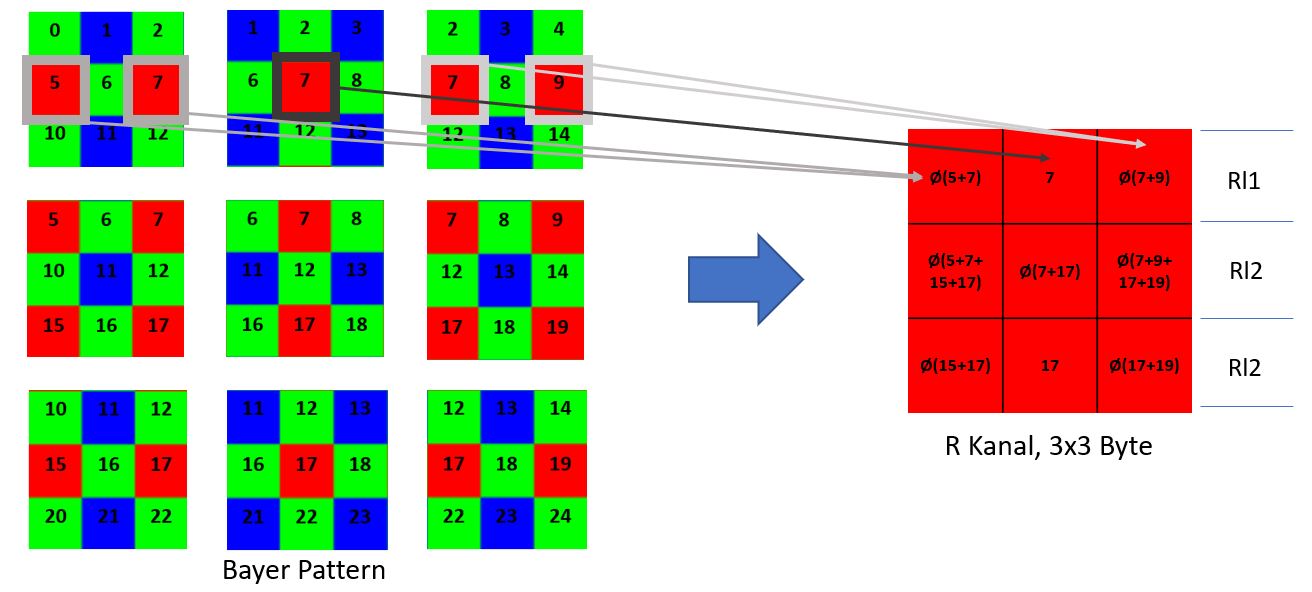 0 1 2
5 6 7
10 11 12
1 2 3
6 7 8
11 12 13
2 3 4
7 8 9
12 13 14
5 6 7
10 11 12
15 16 17
6 7 8
11 12 13
16 17 18
7 8 9
12 13 14
17 18 19
10 11 12
15 16 17
20 21 22
11 12 13
16 17 18
21 22 23
12 13 14
17 18 19
22 23 24
Bayer Pattern
Ø(5+7) 7 Ø(7+9) Rl1
Ø(5+7+
15+17)
Ø(7+17)
Ø(7+9+
17+19)
Rl2
Ø(15+17) 17 Ø(17+19) Rl2
R Kanal, 3x3 Byte